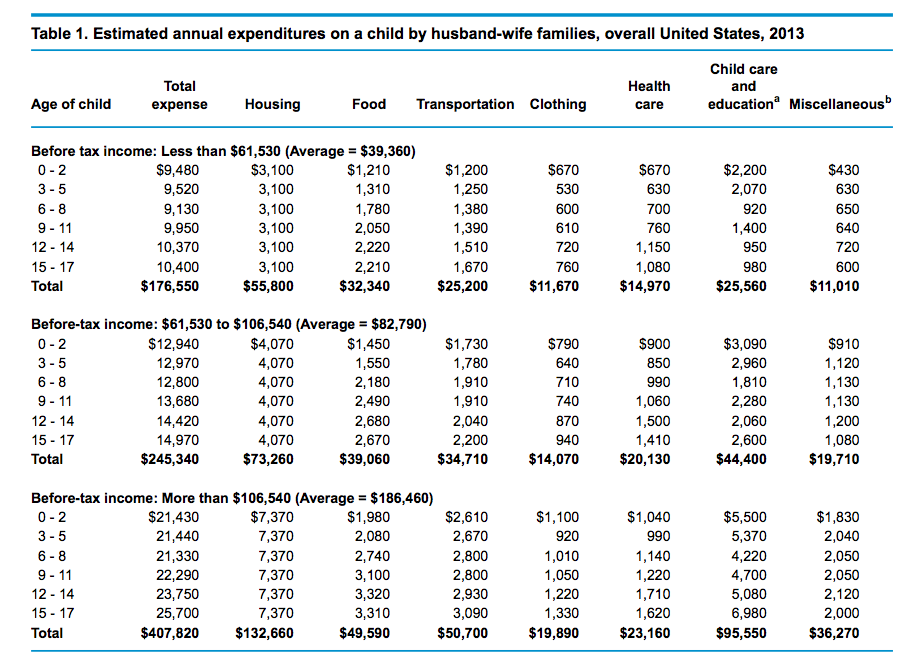 Table 1. Estimated annual expenditures on a child by husband-wife families, overall United States, 2013
Age of child Total expense Housing Food Transportation Clothing Health care Child care and educationᵃ Miscellaneousᵇ
Before tax income: Less than $61,530 (Average = $39,360)
0 - 2 $9,480 $3,100 $1,210 $1,200 $670 $670 $2,200 $430
3 - 5 9,520 3,100 1,310 1,250 530 630 2,070 630
6 - 8 9,130 3,100 1,780 1,380 600 700 920 650
9 - 11 9,950 3,100 2,050 1,390 610 760 1,400 640
12 - 14 10,370 3,100 2,220 1,510 720 1,150 950 720
15 - 17 10,400 3,100 2,210 1,670 760 1,080 980 600
Total $176,550 $55,800 $32,340 $25,200 $11,670 $14,970 $25,560 $11,010
Before-tax income: $61,530 to $106,540 (Average = $82,790)
0 - 2 $12,940 $4,070 $1,450 $1,730 $790 $900 $3,090 $910
3 - 5 12,970 4,070 1,550 1,780 640 850 2,960 1,120
6 - 8 12,800 4,070 2,180 1,910 710 990 1,810 1,130
9 - 11 13,680 4,070 2,490 1,910 740 1,060 2,280 1,130
12 - 14 14,420 4,070 2,680 2,040 870 1,500 2,060 1,200
15 - 17 14,970 4,070 2,670 2,200 940 1,410 2,600 1,080
Total $245,340 $73,260 $39,060 $34,710 $14,070 $20,130 $44,400 $19,710
Before-tax income: More than $106,540 (Average = $186,460)
0 - 2 $21,430 $7,370 $1,980 $2,610 $1,100 $1,040 $5,500 $1,830
3 - 5 21,440 7,370 2,080 2,670 920 990 5,370 2,040
6 - 8 21,330 7,370 2,740 2,800 1,010 1,140 4,220 2,050
9 - 11 22,290 7,370 3,100 2,800 1,050 1,220 4,700 2,050
12 - 14 23,750 7,370 3,320 2,930 1,220 1,710 5,080 2,120
15 - 17 25,700 7,370 3,310 3,090 1,330 1,620 6,980 2,000
Total $407,820 $132,660 $49,590 $50,700 $19,890 $23,160 $95,550 $36,270